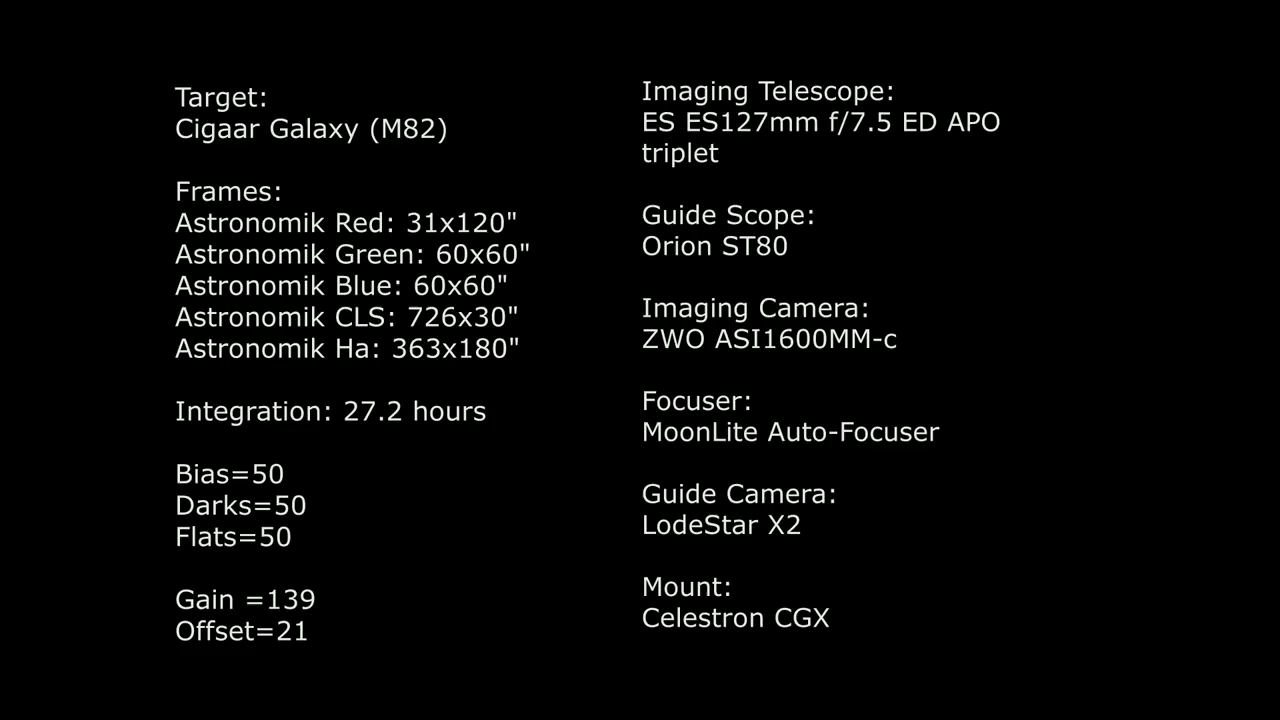 Target:
Cigaar Galaxy (M82)
Frames:
Astronomik Red: 31x120"
Astronomik Green: 60x60"
Astronomik Blue: 60x60"
Astronomik CLS: 726x30"
Astronomik Ha: 363x180"
Integration: 27.2 hours
Bias=50
Darks=50
Flats=50
Gain =139
Offset=21
Imaging Telescope:
ES ES127mm f/7.5 ED APO
triplet
Guide Scope:
Orion ST80
Imaging Camera:
ZWO ASI1600MM-c
Focuser:
MoonLite Auto-Focuser
Guide Camera:
LodeStar X2
Mount:
Celestron CGX